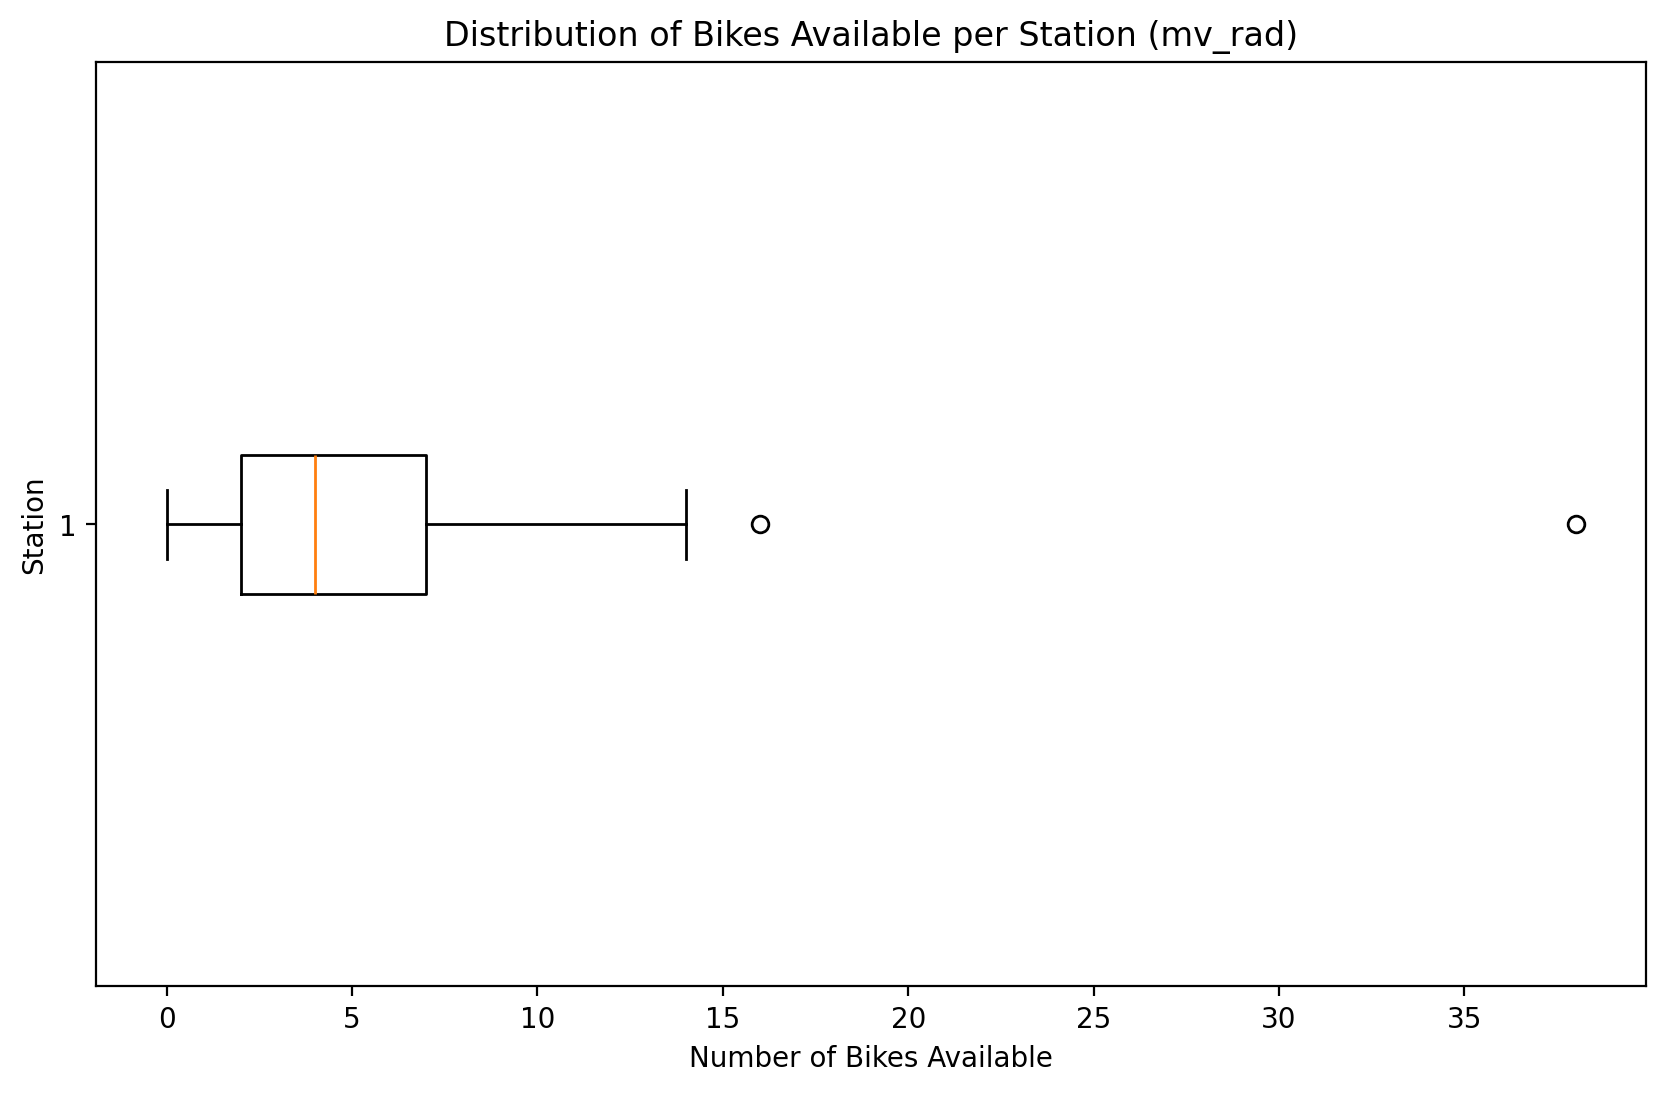 Distribution of Bikes Available per Station (mv_rad)
Station
1
0 5 10 15 20 25 30 35
Number of Bikes Available